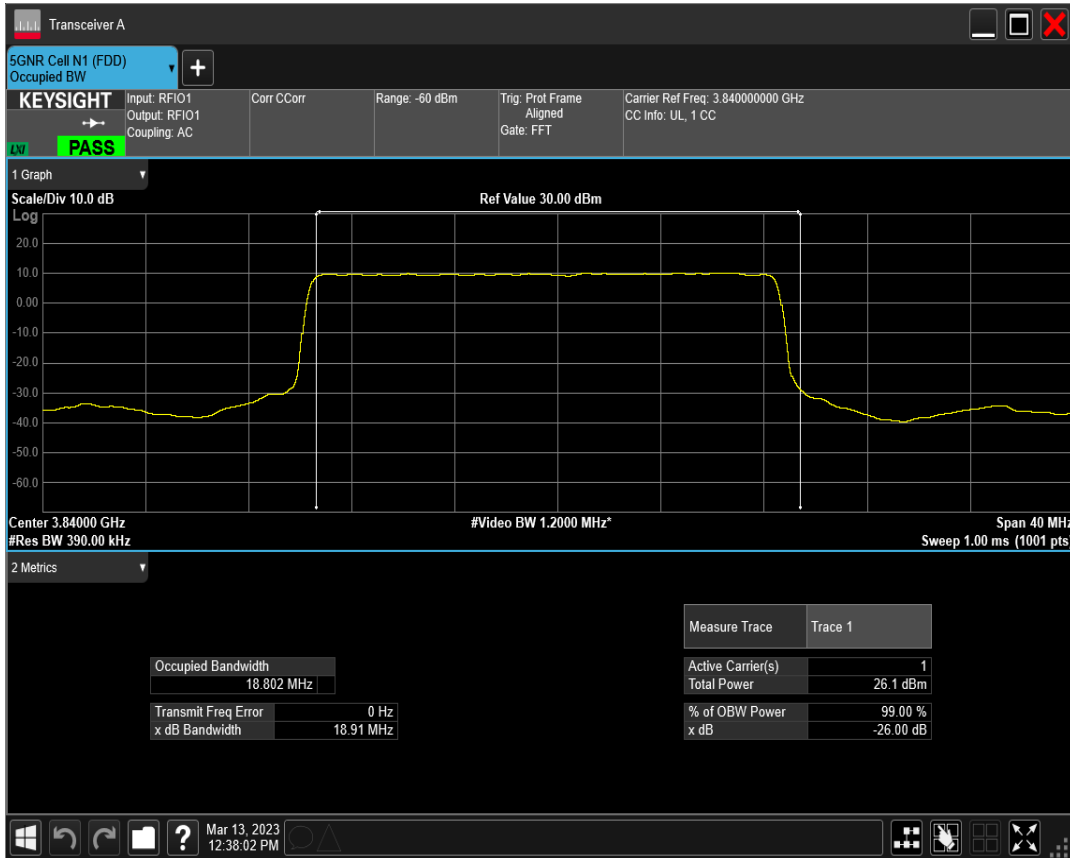 Transceiver A
5GNR Cell N1 (FDD)
Occupied BW
+
KEYSIGHT
LXI
PASS
Input: RFIO1
Output: RFIO1
Coupling: AC
Corr CCorr
Range: -60 dBm
Trig: Prot Frame
Aligned
Gate: FFT
Carrier Ref Freq: 3.840000000 GHz
CC Info: UL, 1 CC
1 Graph
Scale/Div 10.0 dB
Ref Value 30.00 dBm
Log
20.0
10.0
0.00
-10.0
-20.0
-30.0
-40.0
-50.0
-60.0
Center 3.84000 GHz
#Video BW 1.2000 MHz*
Span 40 MHz
#Res BW 390.00 kHz
Sweep 1.00 ms (1001 pts)
2 Metrics
Measure Trace Trace 1
Occupied Bandwidth
18.802 MHz
Transmit Freq Error 0 Hz
x dB Bandwidth 18.91 MHz
Active Carrier(s) 1
Total Power 26.1 dBm
% of OBW Power 99.00 %
x dB -26.00 dB
?
Mar 13, 2023
12:38:02 PM